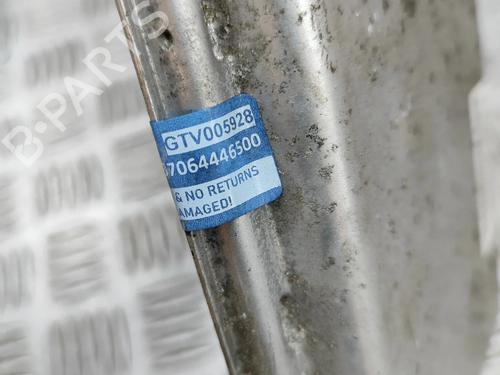 B-PARTS
GTV005928
7064446500
& NO RETURNS
AMAGED!